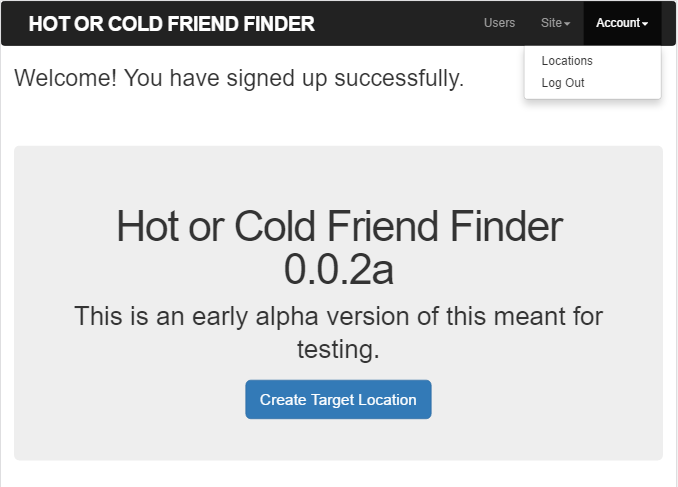 HOT OR COLD FRIEND FINDER
Users
Site
Account
Locations
Log Out
Welcome! You have signed up successfully.
Hot or Cold Friend Finder
0.0.2a
This is an early alpha version of this meant for
testing.
Create Target Location